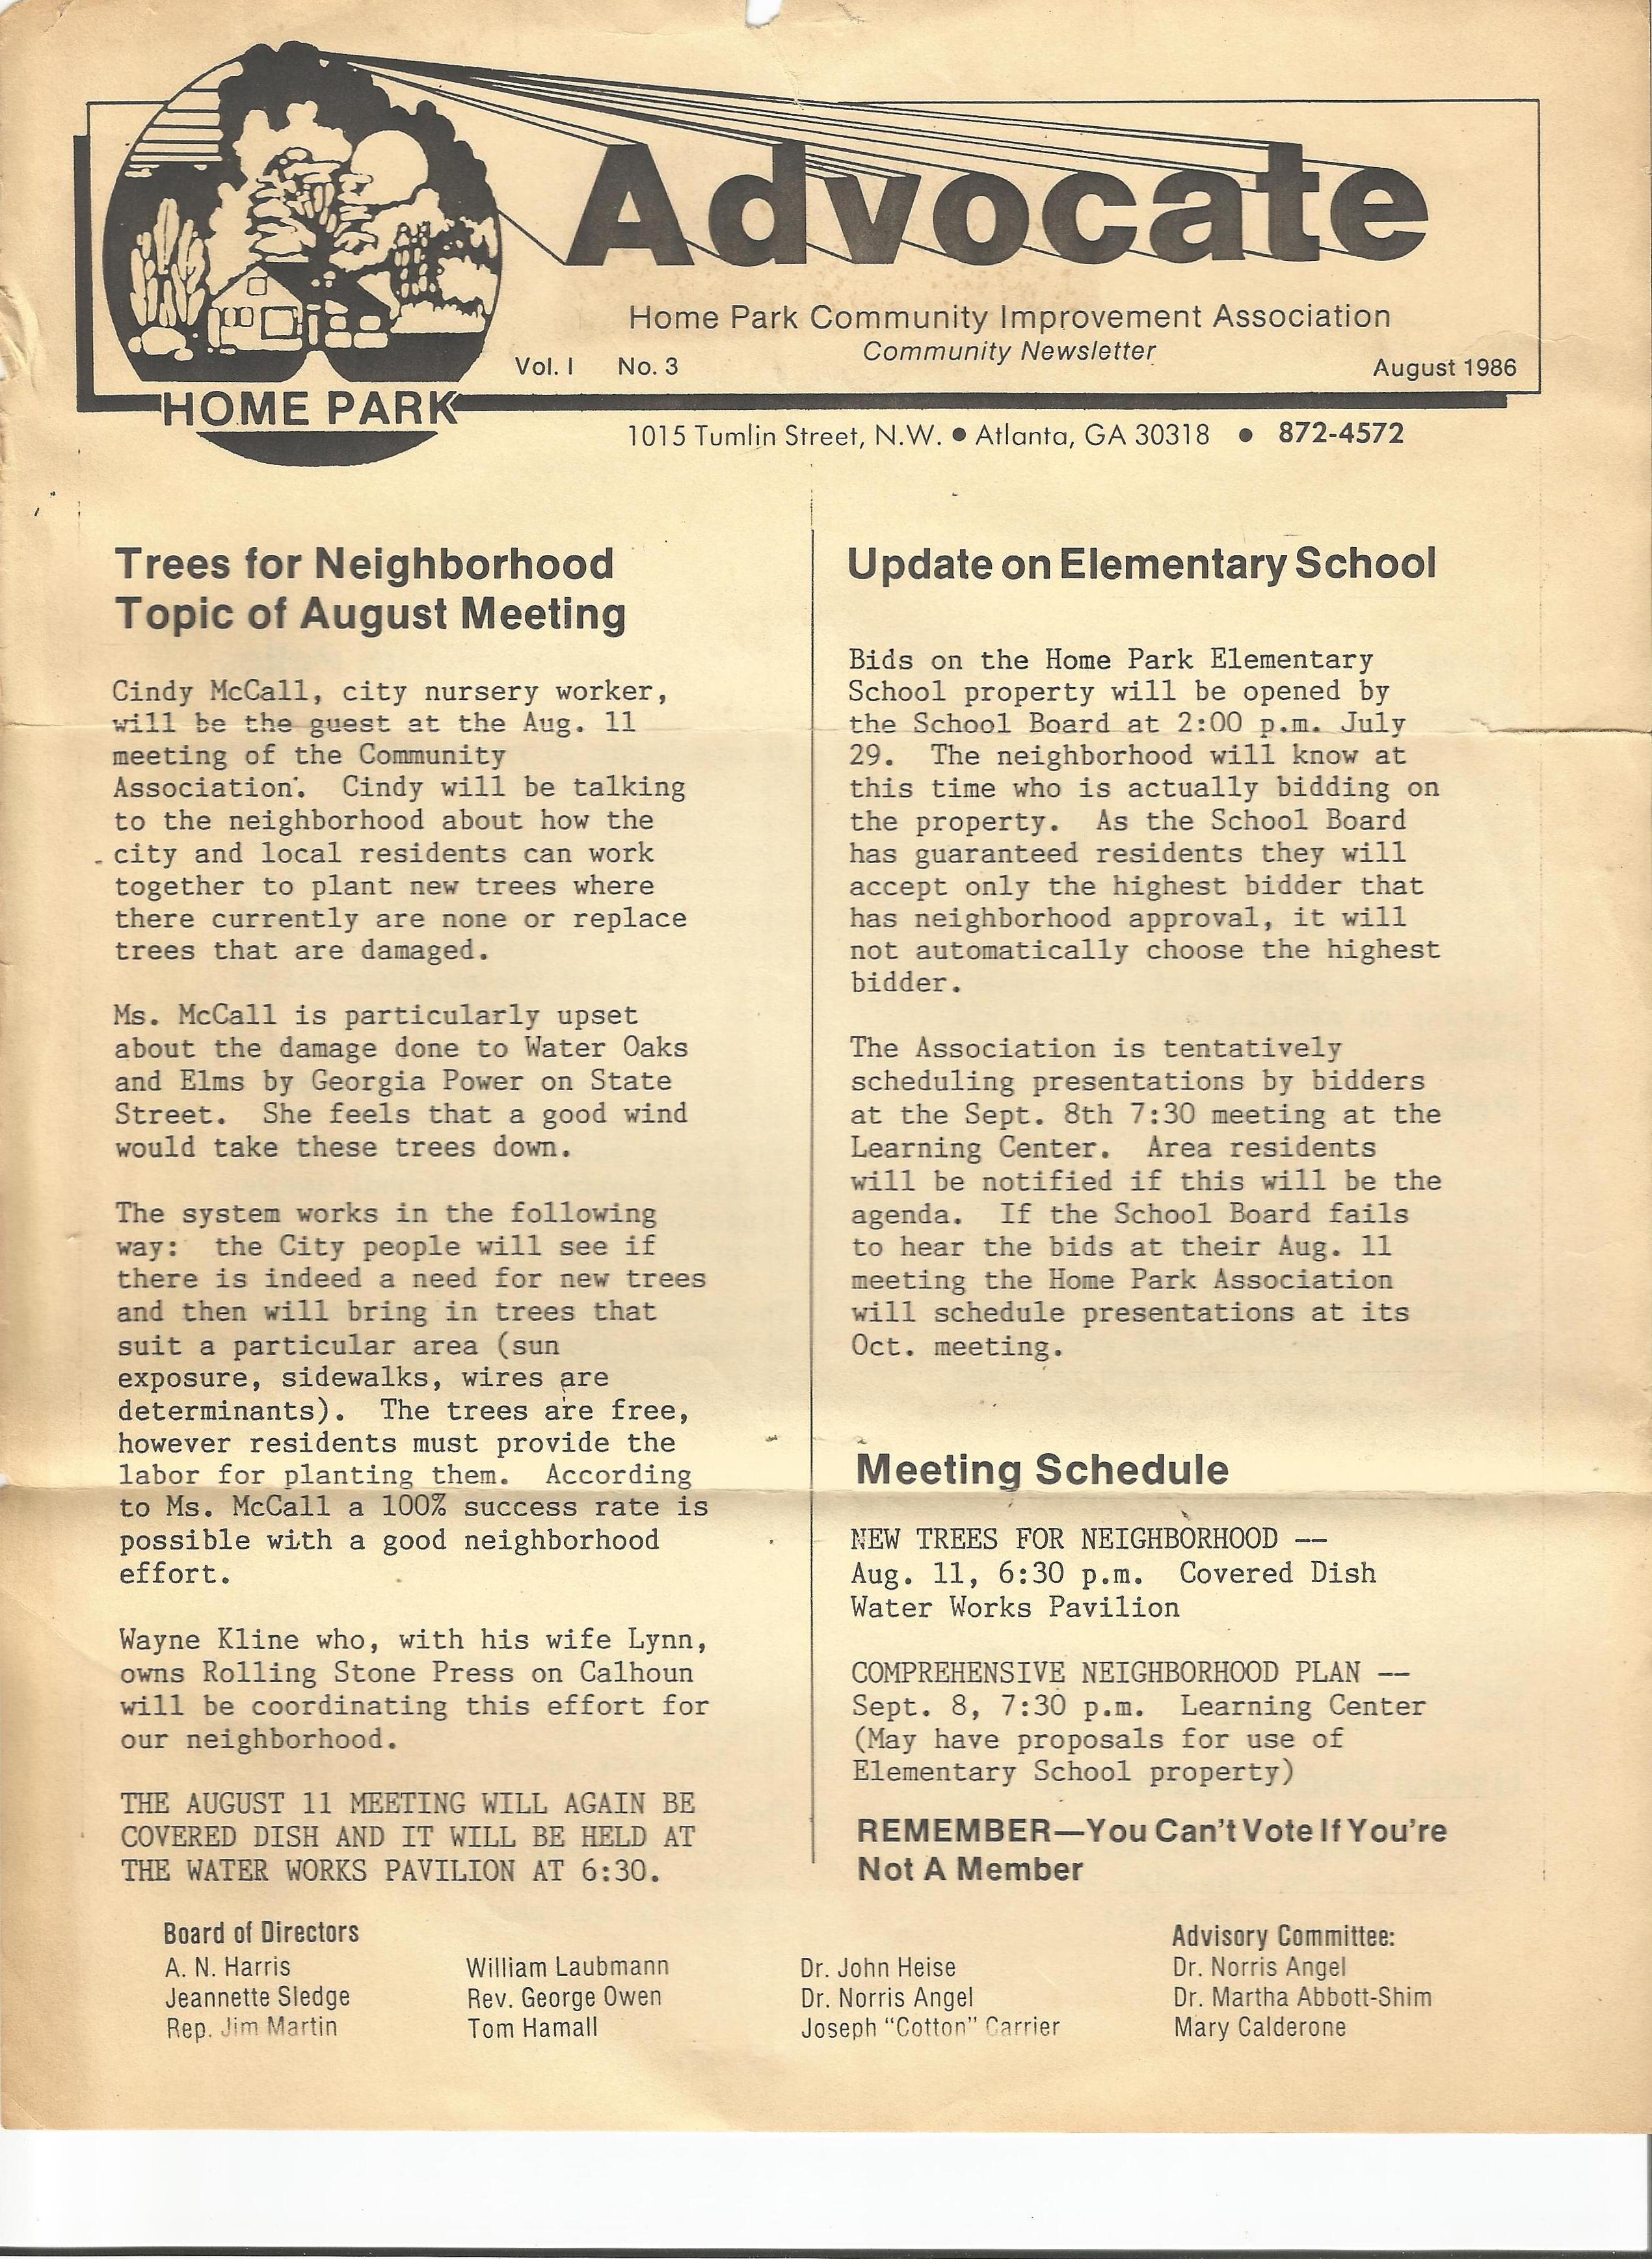 Advocate
Home Park Community Improvement Association
Community Newsletter
Vol. I No. 3 August 1986
HOME PARK
1015 Tumlin Street, N.W. • Atlanta, GA 30318 • 872-4572
Trees for Neighborhood
Topic of August Meeting
Cindy McCall, city nursery worker,
will be the guest at the Aug. 11
meeting of the Community
Association. Cindy will be talking
to the neighborhood about how the
city and local residents can work
together to plant new trees where
there currently are none or replace
trees that are damaged.
Ms. McCall is particularly upset
about the damage done to Water Oaks
and Elms by Georgia Power on State
Street. She feels that a good wind
would take these trees down.
The system works in the following
way: the City people will see if
there is indeed a need for new trees
and then will bring in trees that
suit a particular area (sun
exposure, sidewalks, wires are
determinants). The trees are free,
however residents must provide the
labor for planting them. According
to Ms. McCall a 100% success rate is
possible with a good neighborhood
effort.
Wayne Kline who, with his wife Lynn,
owns Rolling Stone Press on Calhoun
will be coordinating this effort for
our neighborhood.
THE AUGUST 11 MEETING WILL AGAIN BE
COVERED DISH AND IT WILL BE HELD AT
THE WATER WORKS PAVILION AT 6:30.
Update on Elementary School
Bids on the Home Park Elementary
School property will be opened by
the School Board at 2:00 p.m. July
29. The neighborhood will know at
this time who is actually bidding on
the property. As the School Board
has guaranteed residents they will
accept only the highest bidder that
has neighborhood approval, it will
not automatically choose the highest
bidder.
The Association is tentatively
scheduling presentations by bidders
at the Sept. 8th 7:30 meeting at the
Learning Center. Area residents
will be notified if this will be the
agenda. If the School Board fails
to hear the bids at their Aug. 11
meeting the Home Park Association
will schedule presentations at its
Oct. meeting.
Meeting Schedule
NEW TREES FOR NEIGHBORHOOD --
Aug. 11, 6:30 p.m. Covered Dish
Water Works Pavilion
COMPREHENSIVE NEIGHBORHOOD PLAN --
Sept. 8, 7:30 p.m. Learning Center
(May have proposals for use of
Elementary School property)
REMEMBER—You Can't Vote If You're
Not A Member
Board of Directors
A. N. Harris
Jeannette Sledge
Rep. Jim Martin
William Laubmann
Rev. George Owen
Tom Hamall
Dr. John Heise
Dr. Norris Angel
Joseph "Cotton" Carrier
Advisory Committee:
Dr. Norris Angel
Dr. Martha Abbott-Shim
Mary Calderone